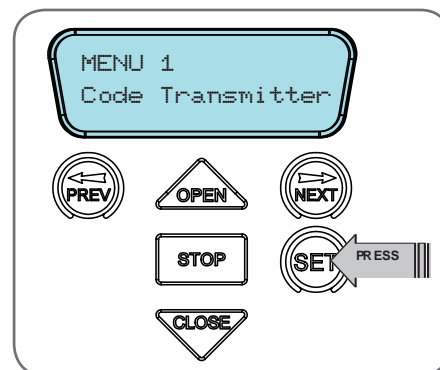 MENU 1
Code Transmitter
PREV
OPEN
NEXT
STOP
SET
PRESS
CLOSE